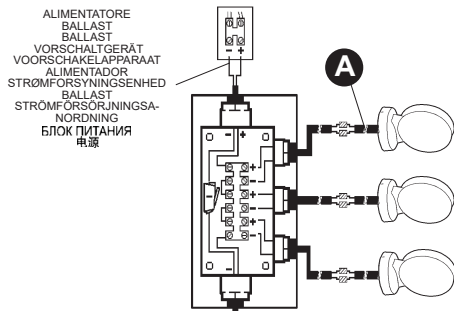 ALIMENTATORE
BALLAST
BALLAST
VORSCHALTGERÄT
VOORSCHAKELAPPARAAT
ALIMENTADOR
STRØMFORSYNINGSENHED
BALLAST
STRÖMFÖRSÖRJNINGSA-
NORDNING
БЛОК ПИТАНИЯ
电源
- +
A
- +
+
-
+
-
+
-
-